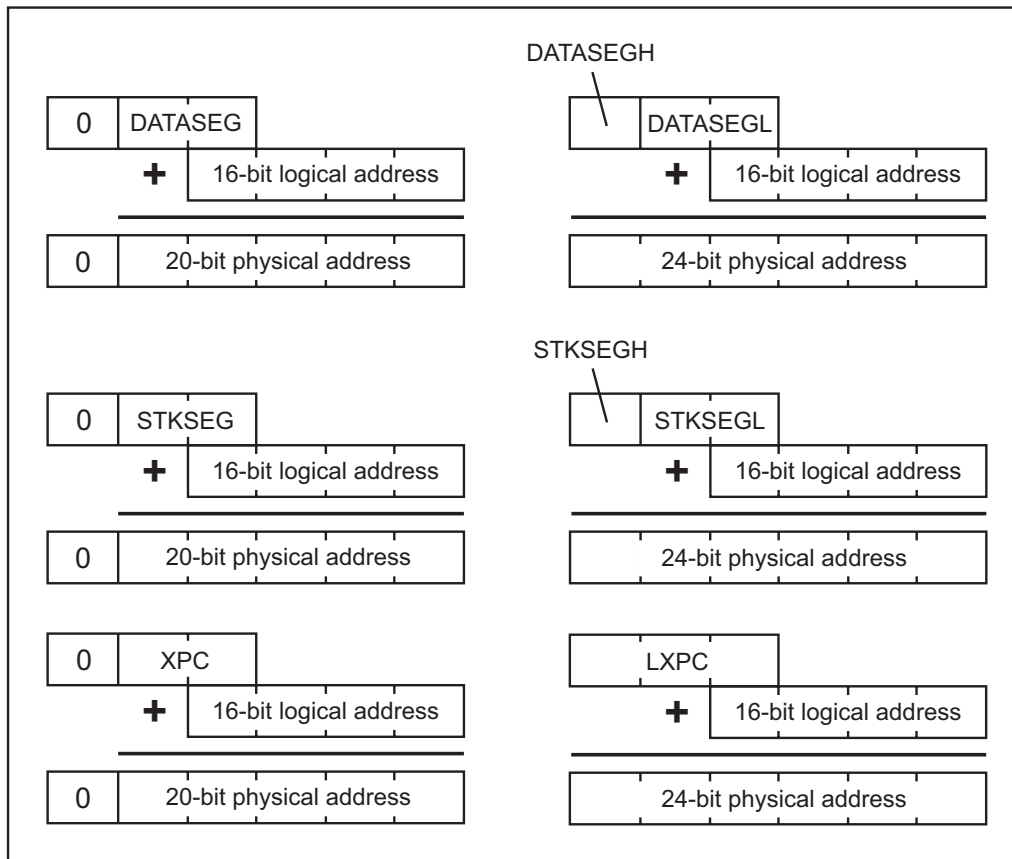 DATASEGH
0 DATASEG
DATASEGL
+ 16-bit logical address
+ 16-bit logical address
0 20-bit physical address
24-bit physical address
STKSEGH
0 STKSEG
STKSEGL
+ 16-bit logical address
+ 16-bit logical address
0 20-bit physical address
24-bit physical address
0 XPC
LXPC
+ 16-bit logical address
+ 16-bit logical address
0 20-bit physical address
24-bit physical address